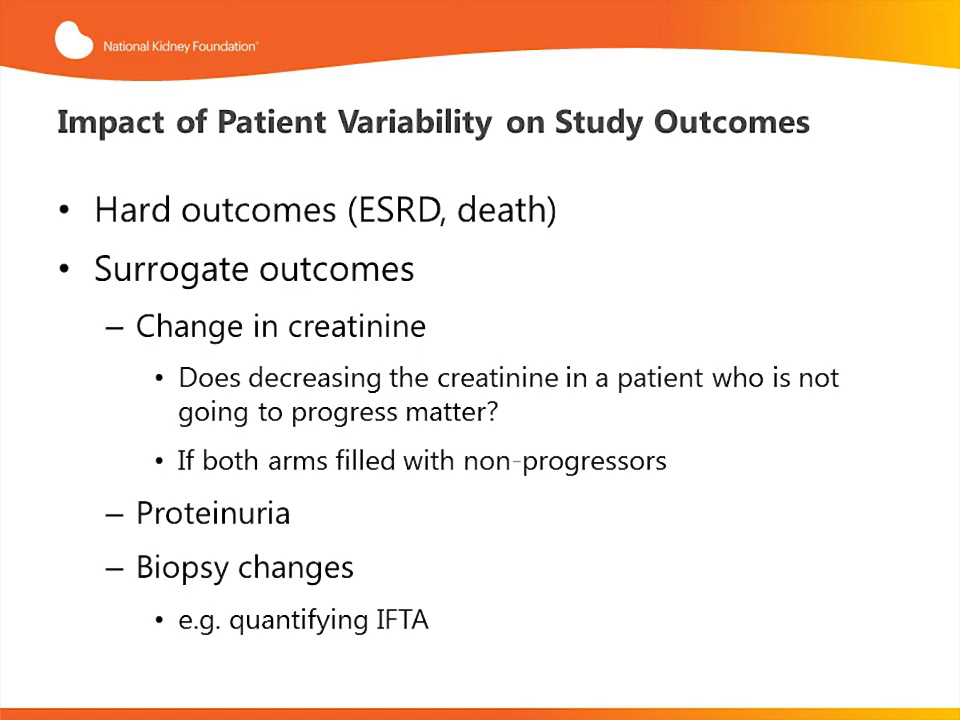 National Kidney Foundation®
Impact of Patient Variability on Study Outcomes
• Hard outcomes (ESRD, death)
• Surrogate outcomes
– Change in creatinine
• Does decreasing the creatinine in a patient who is not
going to progress matter?
• If both arms filled with non-progressors
– Proteinuria
– Biopsy changes
• e.g. quantifying IFTA